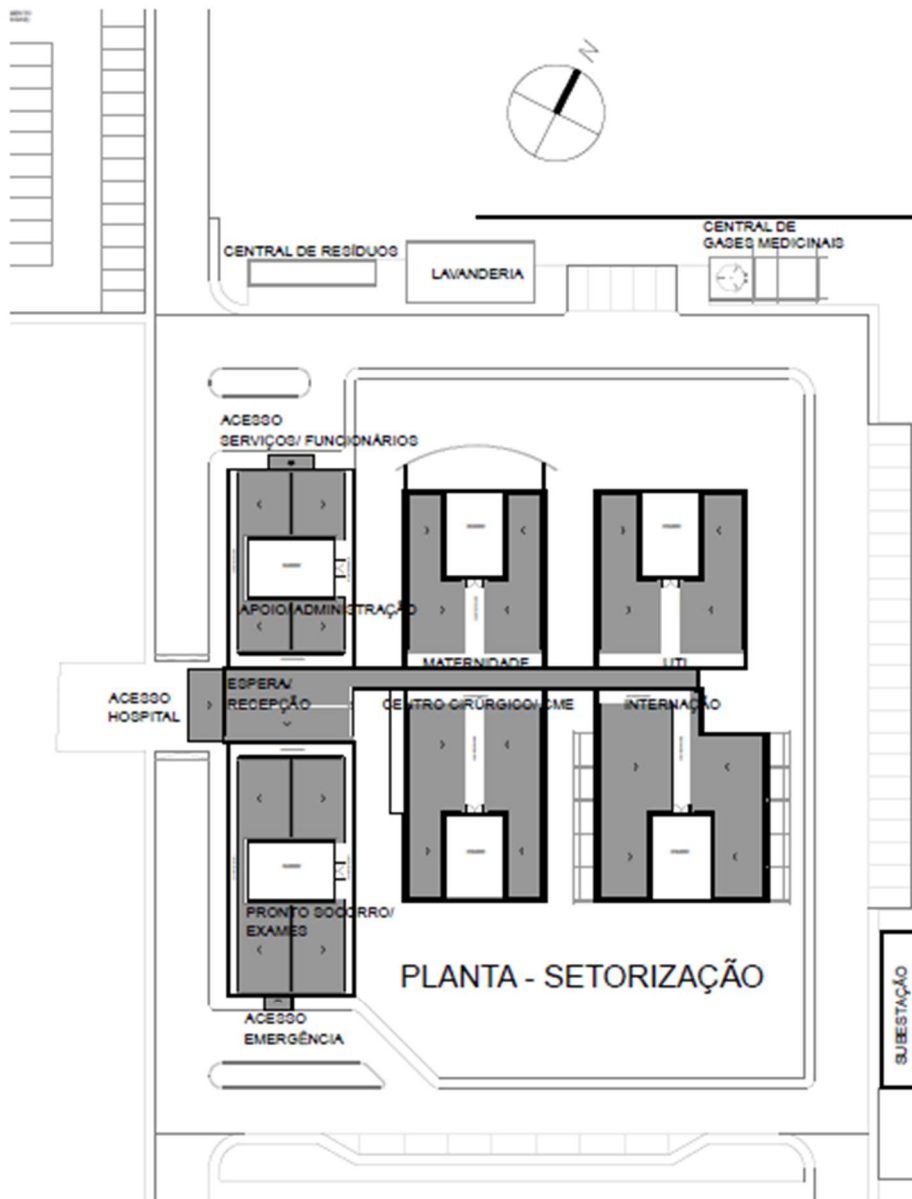 N
CENTRAL DE RESÍDUOS
LAVANDERIA
CENTRAL DE
GASES MEDICINAIS
ACESSO
SERVIÇOS/ FUNCIONÁRIOS
APOIO/ADMINISTRAÇÃO
MATERNIDADE
UTI
ACESSO
HOSPITAL
ESPERA/
RECEPÇÃO
CENTRO CIRÚRGICO/ CME
INTERNAÇÃO
PRONTO SOCORRO/
EXAMES
PLANTA - SETORIZAÇÃO
ACESSO
EMERGÊNCIA
SUBESTAÇÃO